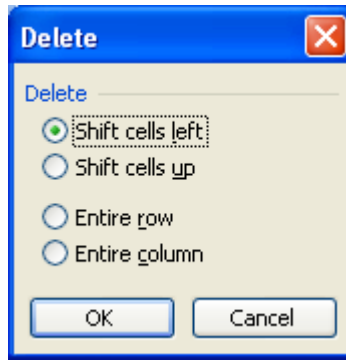 Delete
Delete
Shift cells left
Shift cells up
Entire row
Entire column
OK Cancel